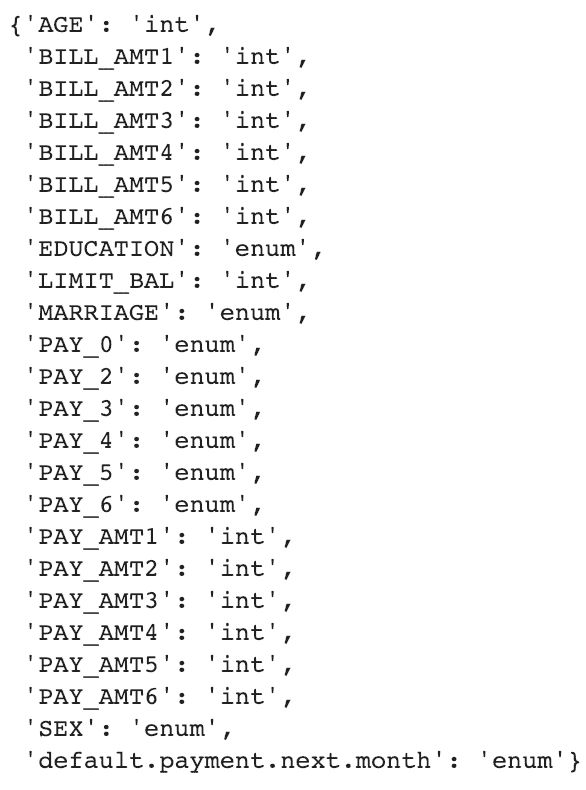 {'AGE': 'int',
 'BILL_AMT1': 'int',
 'BILL_AMT2': 'int',
 'BILL_AMT3': 'int',
 'BILL_AMT4': 'int',
 'BILL_AMT5': 'int',
 'BILL_AMT6': 'int',
 'EDUCATION': 'enum',
 'LIMIT_BAL': 'int',
 'MARRIAGE': 'enum',
 'PAY_0': 'enum',
 'PAY_2': 'enum',
 'PAY_3': 'enum',
 'PAY_4': 'enum',
 'PAY_5': 'enum',
 'PAY_6': 'enum',
 'PAY_AMT1': 'int',
 'PAY_AMT2': 'int',
 'PAY_AMT3': 'int',
 'PAY_AMT4': 'int',
 'PAY_AMT5': 'int',
 'PAY_AMT6': 'int',
 'SEX': 'enum',
 'default.payment.next.month': 'enum'}